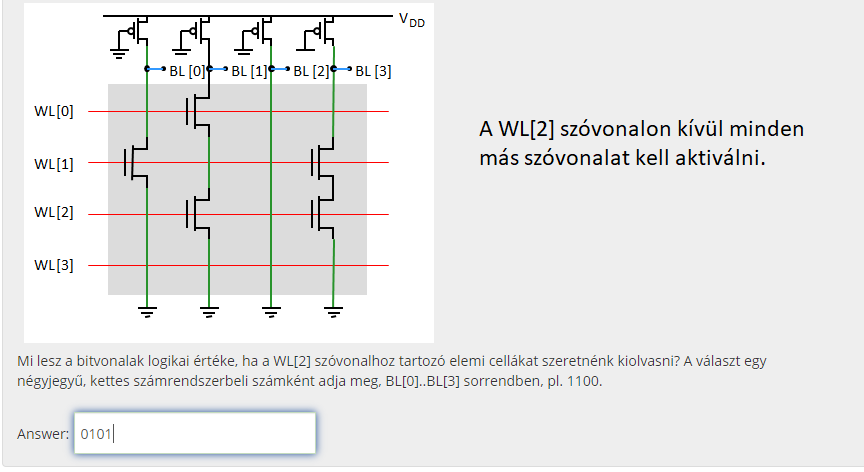 VDD
BL [0] BL [1] BL [2] BL [3]
WL[0]
WL[1]
WL[2]
WL[3]
A WL[2] szóvonalon kívül minden
más szóvonalat kell aktiválni.
Mi lesz a bitvonalak logikai értéke, ha a WL[2] szóvonalhoz tartozó elemi cellákat szeretnénk kiolvasni? A választ egy
négyjegyű, kettes számrendszerbeli számként adja meg, BL[0]..BL[3] sorrendben, pl. 1100.
Answer: 0101